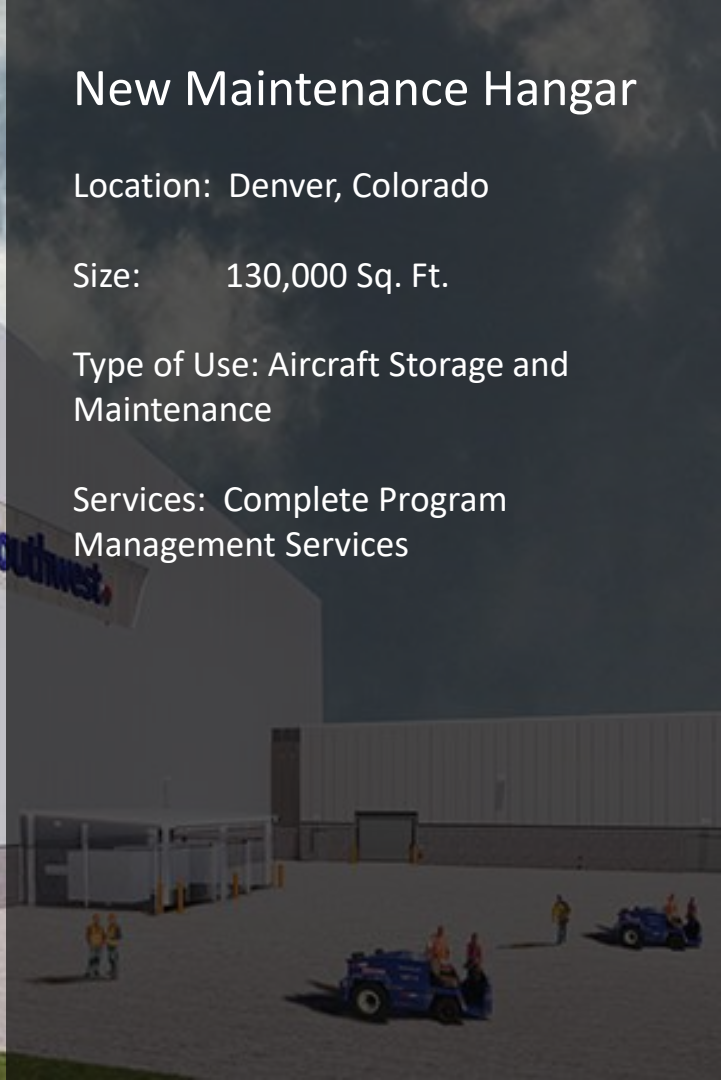 New Maintenance Hangar
Location: Denver, Colorado
Size: 130,000 Sq. Ft.
Type of Use: Aircraft Storage and
Maintenance
Services: Complete Program
Management Services
outhwest